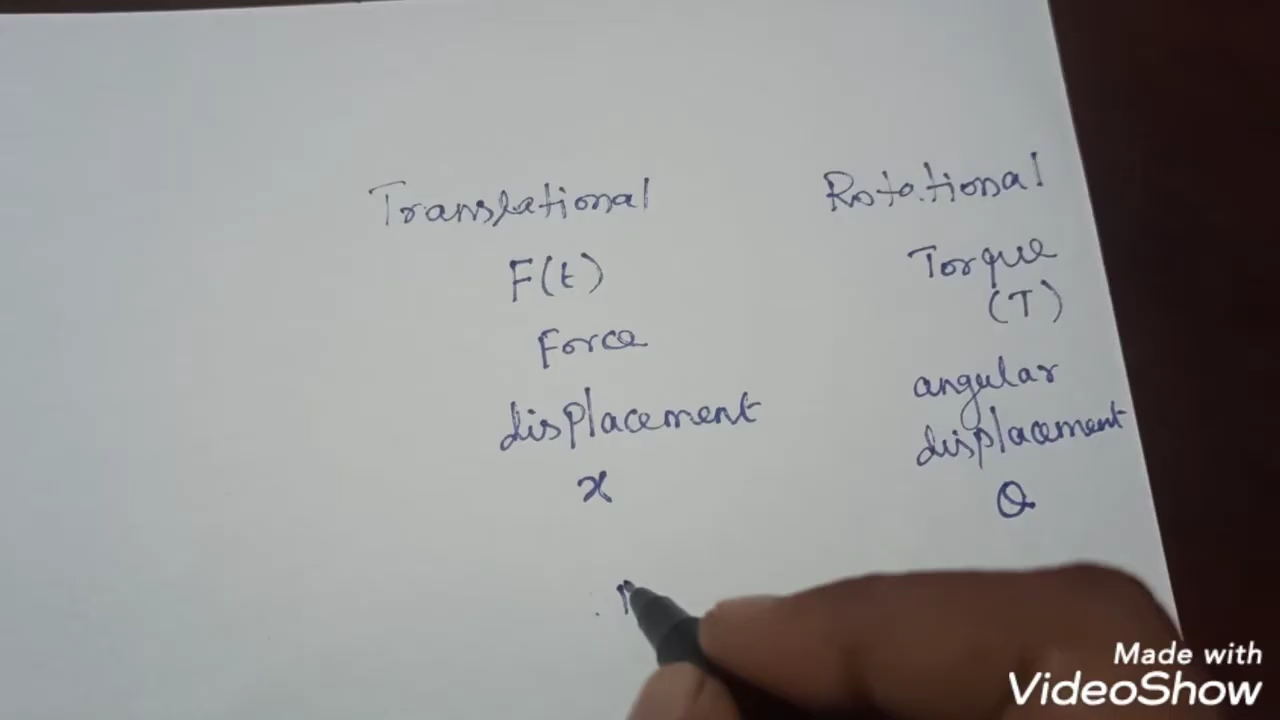 Translational
Rotational
F(t)
Torque
(T)
Force
displacement
angular
displacement
x
θ
Made with
VideoShow